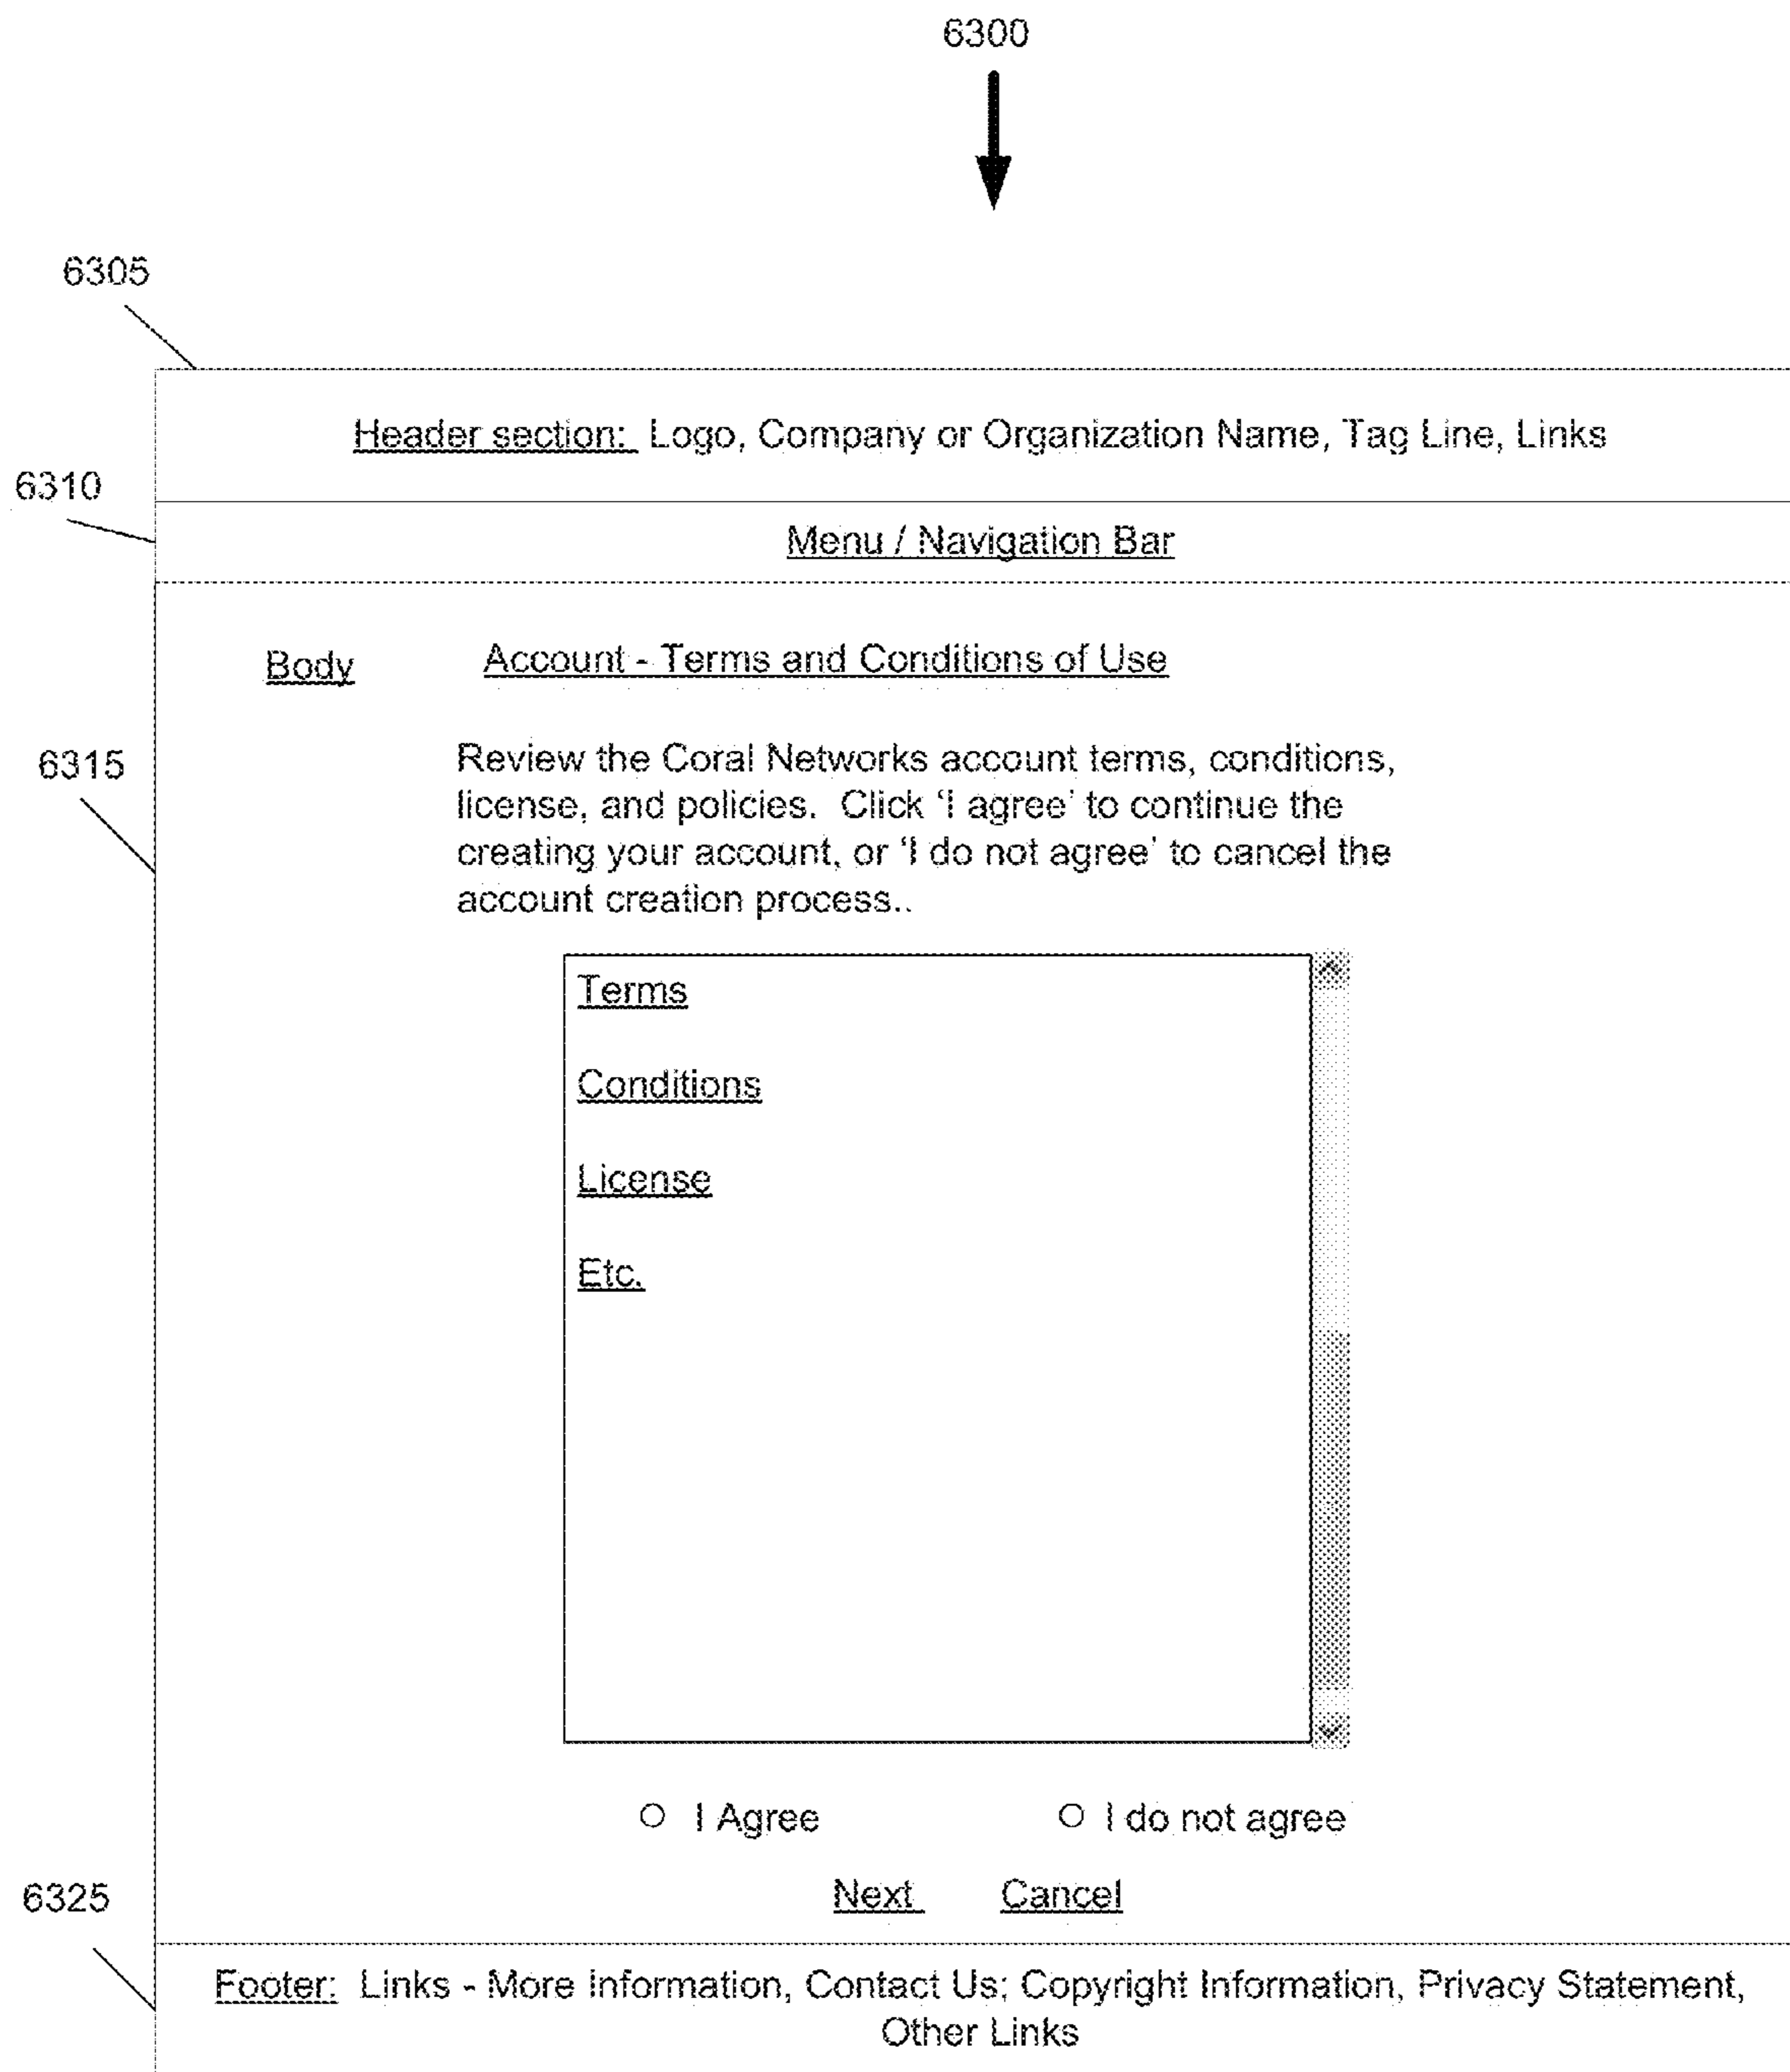 6300
6305
Header section: Logo, Company or Organization Name, Tag Line, Links
6310
Menu / Navigation Bar
Body
Account - Terms and Conditions of Use
6315
Review the Coral Networks account terms, conditions,
license, and policies. Click ‘I agree’ to continue the
creating your account, or ‘I do not agree’ to cancel the
account creation process..
Terms
Conditions
License
Etc.
I Agree
I do not agree
6325
Next
Cancel
Footer: Links - More Information, Contact Us; Copyright Information, Privacy Statement,
Other Links